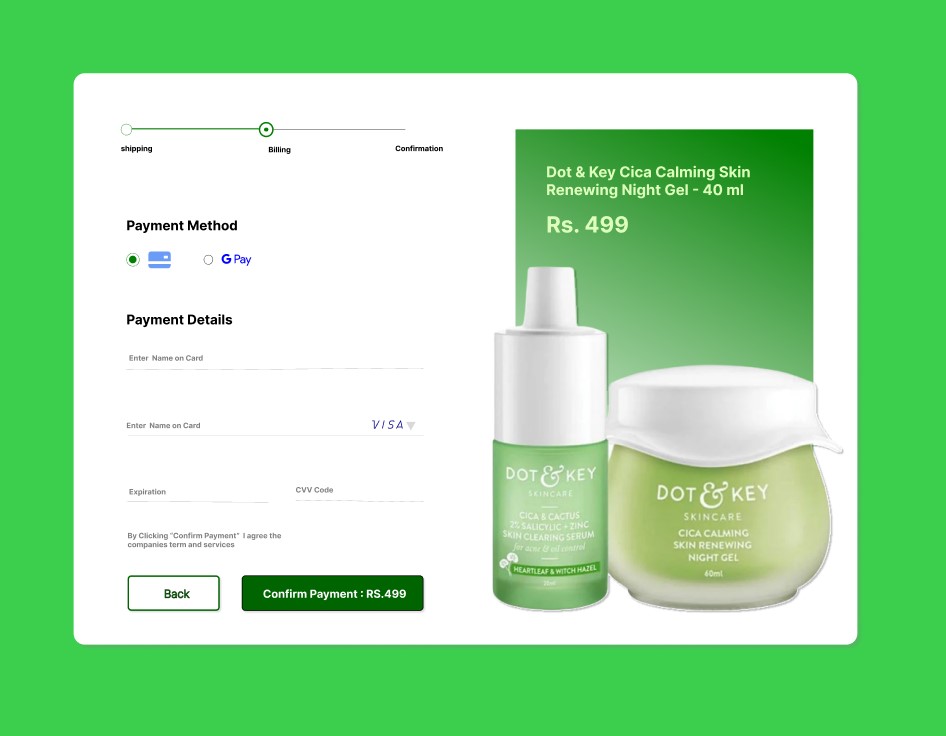 shipping
Billing
Confirmation
Payment Method
G Pay
Payment Details
Enter Name on Card
Enter Name on Card
VISA
Expiration
CVV Code
By Clicking "Confirm Payment" I agree the
companies term and services
Back
Confirm Payment : RS.499
Dot & Key Cica Calming Skin
Renewing Night Gel - 40 ml
Rs. 499
DOT & KEY
SKINCARE
CICA & CACTUS
2% SALICYLIC + ZINC
SKIN CLEARING SERUM
for acne & oil control
HEARTLEAF & WITCH HAZEL
DOT & KEY
SKINCARE
CICA CALMING
SKIN RENEWING
NIGHT GEL
60ml